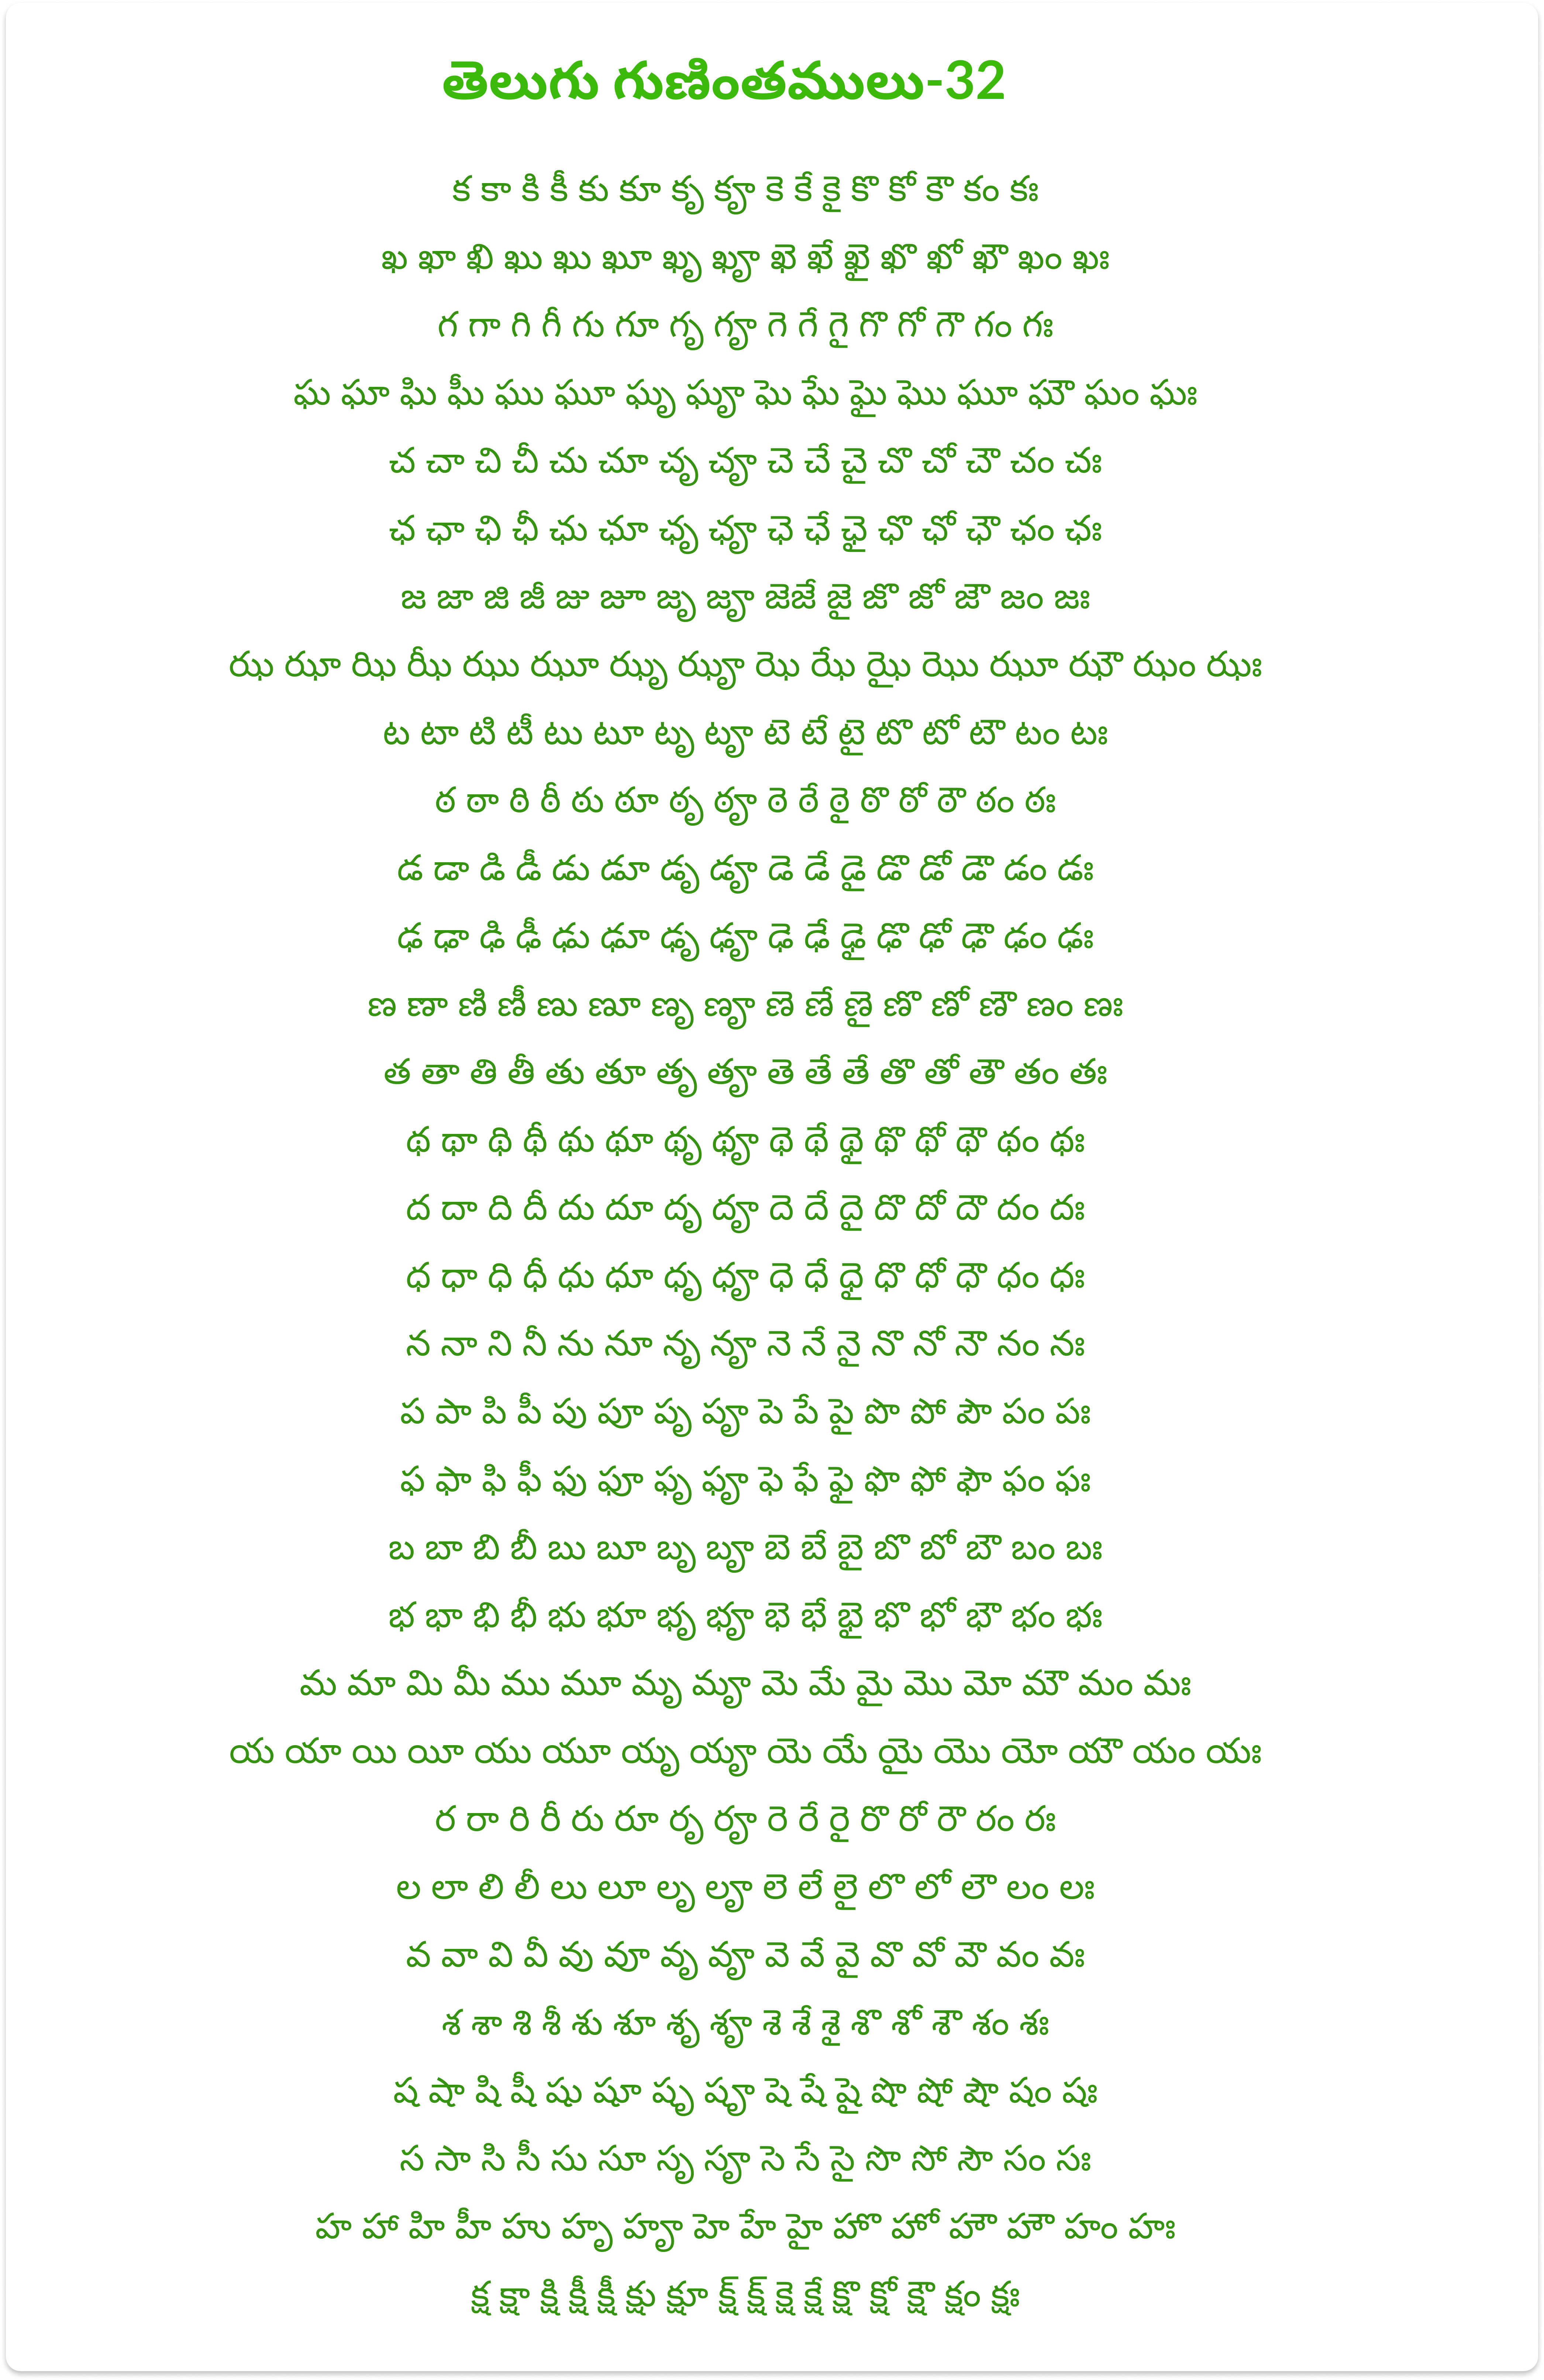 తెలుగు గుణింతములు-32
క కా కి కీ కు కూ కృ కౄ కె కే కై కొ కో కౌ కం కః
ఖ ఖా ఖి ఖు ఖు ఖూ ఖృ ఖౄ ఖె ఖే ఖై ఖొ ఖో ఖౌ ఖం ఖః
గ గా గి గీ గు గూ గృ గౄ గె గే గై గొ గో గౌ గం గః
ఘ ఘా ఘి ఘీ ఘు ఘూ ఘృ ఘౄ ఘె ఘే ఘై ఘొ ఘూ ఘౌ ఘం ఘః
చ చా చి చీ చు చూ చృ చౄ చె చే చై చొ చో చౌ చం చః
ఛ ఛా ఛి ఛీ ఛు ఛూ ఛృ ఛౄ ఛె ఛే ఛై ఛొ ఛో ఛౌ ఛం ఛః
జ జా జి జీ జు జూ జృ జౄ జెజే జై జొ జో జౌ జం జః
ఝ ఝా ఝి ఝీ ఝు ఝూ ఝృ ఝౄ ఝె ఝే ఝై ఝొ ఝూ ఝౌ ఝం ఝః
ట టా టి టీ టు టూ టృ టౄ టె టే టై టొ టో టౌ టం టః
ఠ ఠా ఠి ఠీ ఠు ఠూ ఠృ ఠౄ ఠె ఠే ఠై ఠొ ఠో ఠౌ ఠం ఠః
డ డా డి డీ డు డూ డృ డౄ డె డే డై డొ డో డౌ డం డః
ఢ ఢా ఢి ఢీ ఢు ఢూ ఢృ ఢౄ ఢె ఢే ఢై ఢొ ఢో ఢౌ ఢం ఢః
ణ ణా ణి ణీ ణు ణూ ణృ ణౄ ణె ణే ణై ణొ ణో ణౌ ణం ణః
త తా తి తీ తు తూ తృ తౄ తె తే తే తొ తో తౌ తం తః
థ థా థి థీ థు థూ థృ థౄ థె థే థై థొ థో థౌ థం థః
ద దా ది దీ దు దూ దృ దౄ దె దే దై దొ దో దౌ దం దః
ధ ధా ధి ధీ దు ధూ ధృ ధౄ ధె ధే ధై ధొ ధో ధౌ ధం ధః
న నా ని నీ ను నూ నృ నౄ నె నే నై నొ నో నౌ నం నః
ప పా పి పీ పు పూ పృ పౄ పె పే పై పొ పో పౌ పం పః
ఫ ఫా ఫి ఫీ ఫు ఫూ ఫృ ఫౄ ఫె ఫే ఫై ఫొ ఫో ఫౌ ఫం ఫః
బ బా బి బీ బు బూ బృ బౄ బె బే బై బొ బో బౌ బం బః
భ భా భి భీ భు భూ భృ భౄ భె భే భై భొ భో భౌ భం భః
మ మా మి మీ ము మూ మృ మౄ మె మే మై మొ మో మౌ మం మః
య యా యి యీ యు యూ యృ యౄ యె యే యై యొ యో యౌ యం యః
ర రా రి రీ రు రూ రృ రౄ రె రే రై రొ రో రౌ రం రః
ల లా లి లీ లు లూ లృ లౄ లె లే లై లొ లో లౌ లం లః
వ వా వి వీ వు వూ వృ వౄ వె వే వై వొ వో వౌ వం వః
శ శా శి శీ శు శూ శృ శౄ శె శే శై శొ శో శౌ శం శః
ష షా షి షీ షు షూ షృ షౄ షె షే షై షొ షో షౌ షం షః
స సా సి సీ సు సూ సృ సౄ సె సే సై సొ సో సౌ సం సః
హ హా హి హీ హు హృ హౄ హె హే హై హొ హో హౌ హౌ హం హః
క్ష క్షా క్షి క్షీ క్షీ క్షు క్షూ క్ష్ క్ష్ క్షె క్షే క్షొ క్షో క్షౌ క్షం క్షః